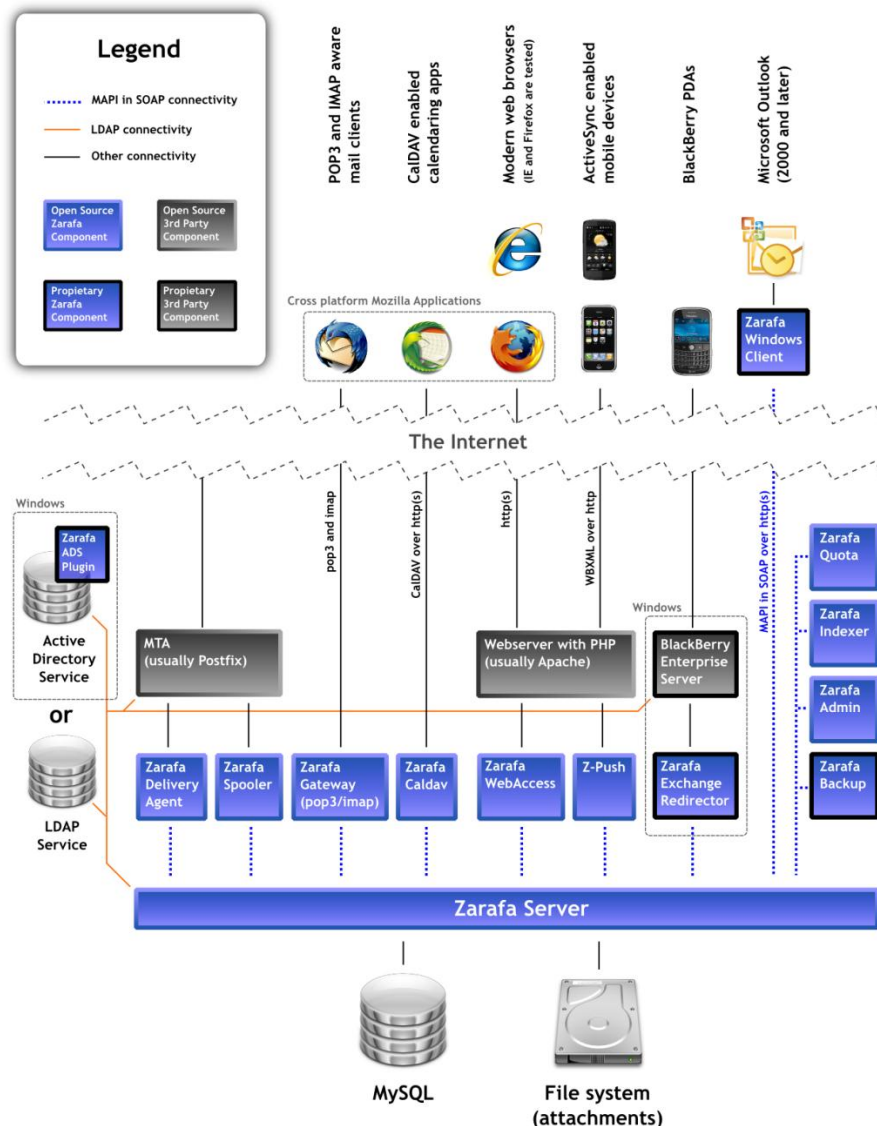 Legend
MAPI in SOAP connectivity
LDAP connectivity
Other connectivity
Open Source
Zarafa
Component
Open Source
3rd Party
Component
Propietary
Zarafa
Component
Propietary
3rd Party
Component
POP3 and IMAP aware
mail clients
CalDAV enabled
calendaring apps
Modern web browsers
(IE and Firefox are tested)
ActiveSync enabled
mobile devices
BlackBerry PDAs
Microsoft Outlook
(2000 and later)
Cross platform Mozilla Applications
Zarafa
Windows
Client
The Internet
Windows
Zarafa
ADS
Plugin
Active
Directory
Service
or
LDAP
Service
pop3 and imap
CalDAV over http(s)
http(s)
WBXML over http
MAPI in SOAP over http(s)
MTA
(usually Postfix)
Webserver with PHP
(usually Apache)
Windows
BlackBerry
Enterprise
Server
Zarafa
Quota
Zarafa
Indexer
Zarafa
Admin
Zarafa
Backup
Zarafa
Delivery
Agent
Zarafa
Spooler
Zarafa
Gateway
(pop3/imap)
Zarafa
Caldav
Zarafa
WebAccess
Z-Push
Zarafa
Exchange
Redirector
Zarafa Server
MySQL
File system
(attachments)